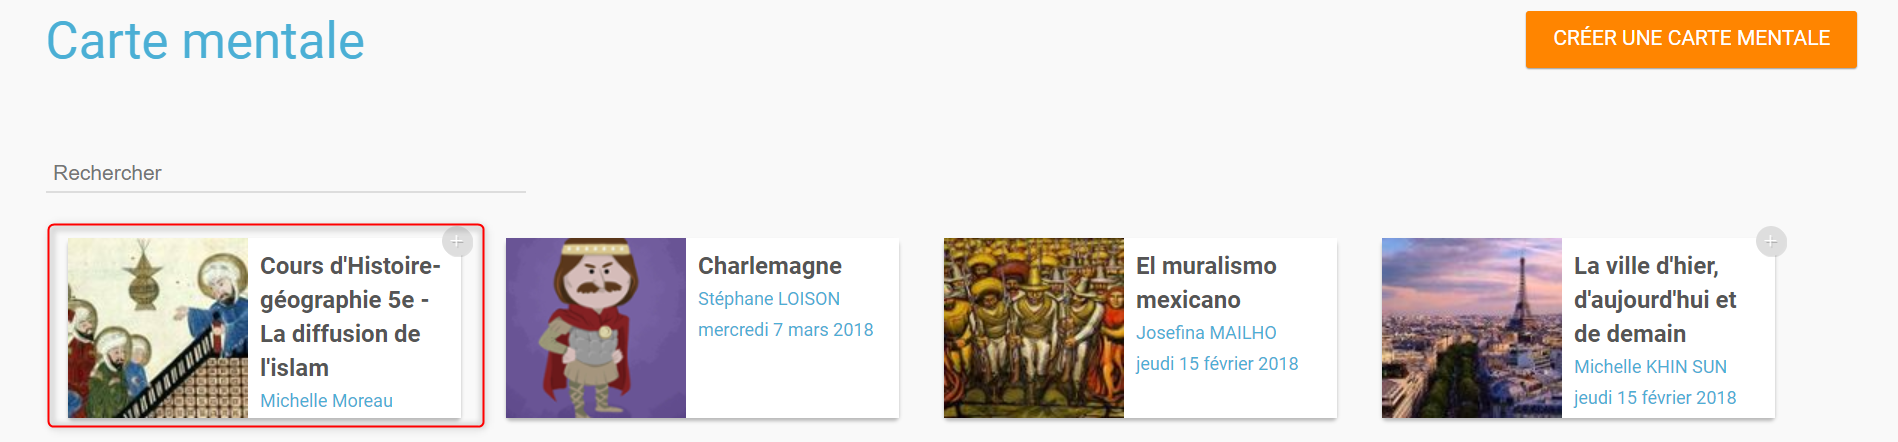 Carte mentale
CRÉER UNE CARTE MENTALE
Rechercher
Cours d'Histoire-
géographie 5e -
La diffusion de
l'islam
Michelle Moreau
Charlemagne
Stéphane LOISON
mercredi 7 mars 2018
El muralismo
mexicano
Josefina MAILHO
jeudi 15 février 2018
La ville d'hier,
d'aujourd'hui et
de demain
Michelle KHIN SUN
jeudi 15 février 2018